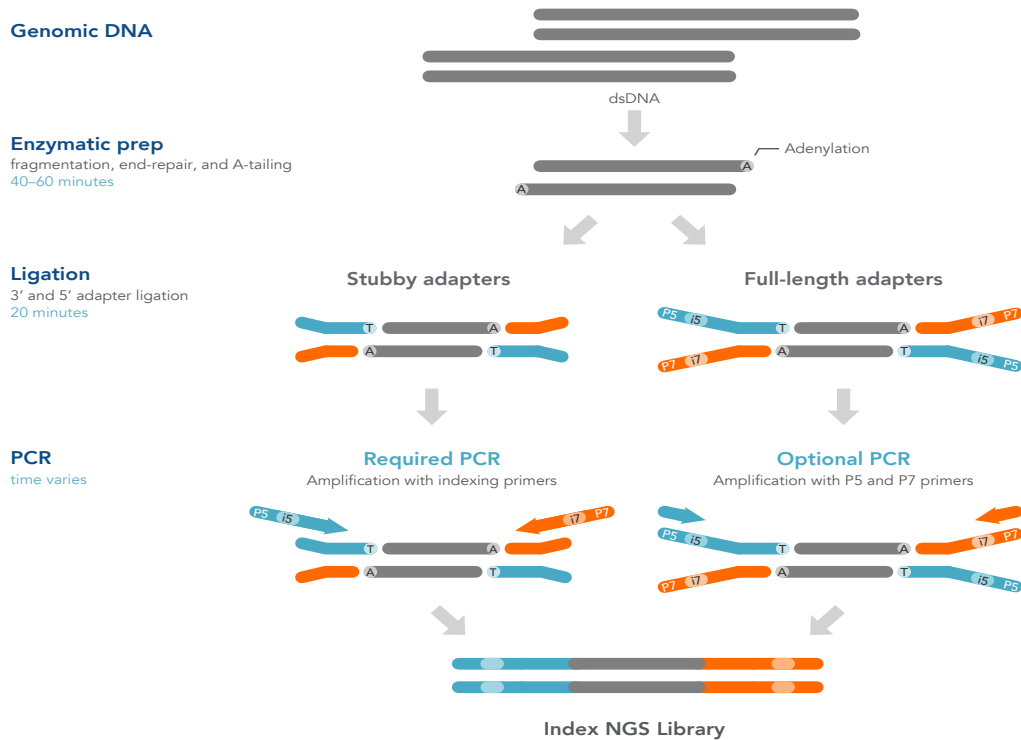 Genomic DNA
dsDNA
Enzymatic prep
fragmentation, end-repair, and A-tailing
40–60 minutes
Adenylation
A
A
Ligation
3’ and 5’ adapter ligation
20 minutes
Stubby adapters
Full-length adapters
T A
A T
P5 i5 T A i7 P7
P7 i7 A T i5 P5
PCR
time varies
Required PCR
Amplification with indexing primers
Optional PCR
Amplification with P5 and P7 primers
P5 i5 i7 P7
T A
A T
P5 i5 T A i7 P7
P7 i7 A T i5 P5
Index NGS Library